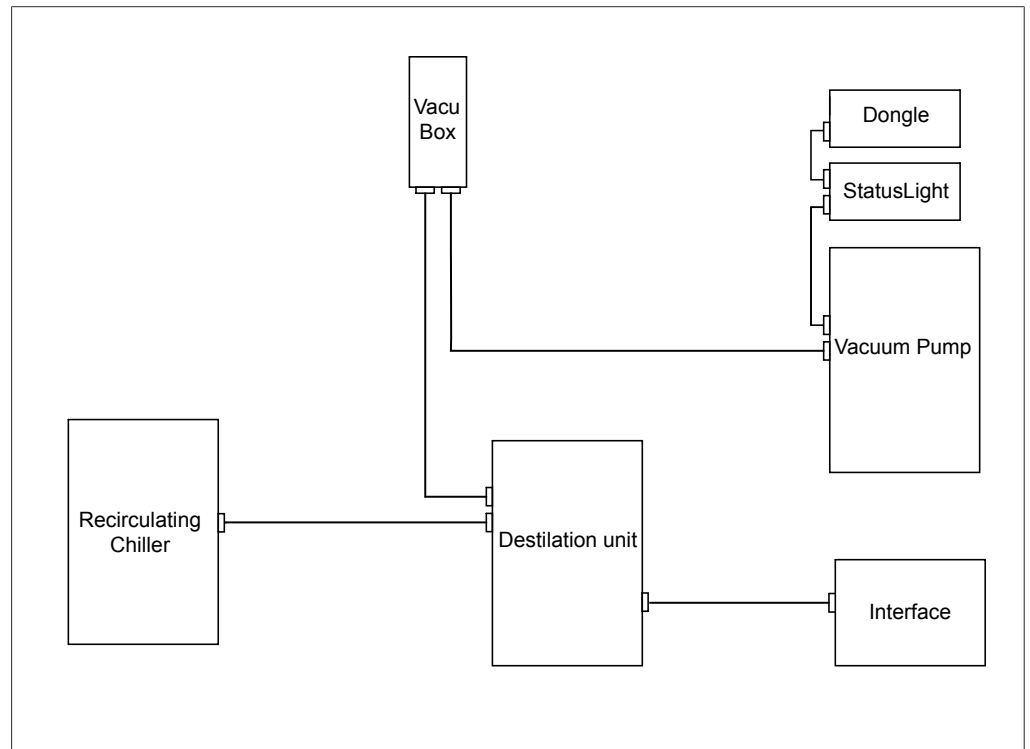 Vacu
Box
Dongle
StatusLight
Vacuum Pump
Recirculating
Chiller
Destilation unit
Interface